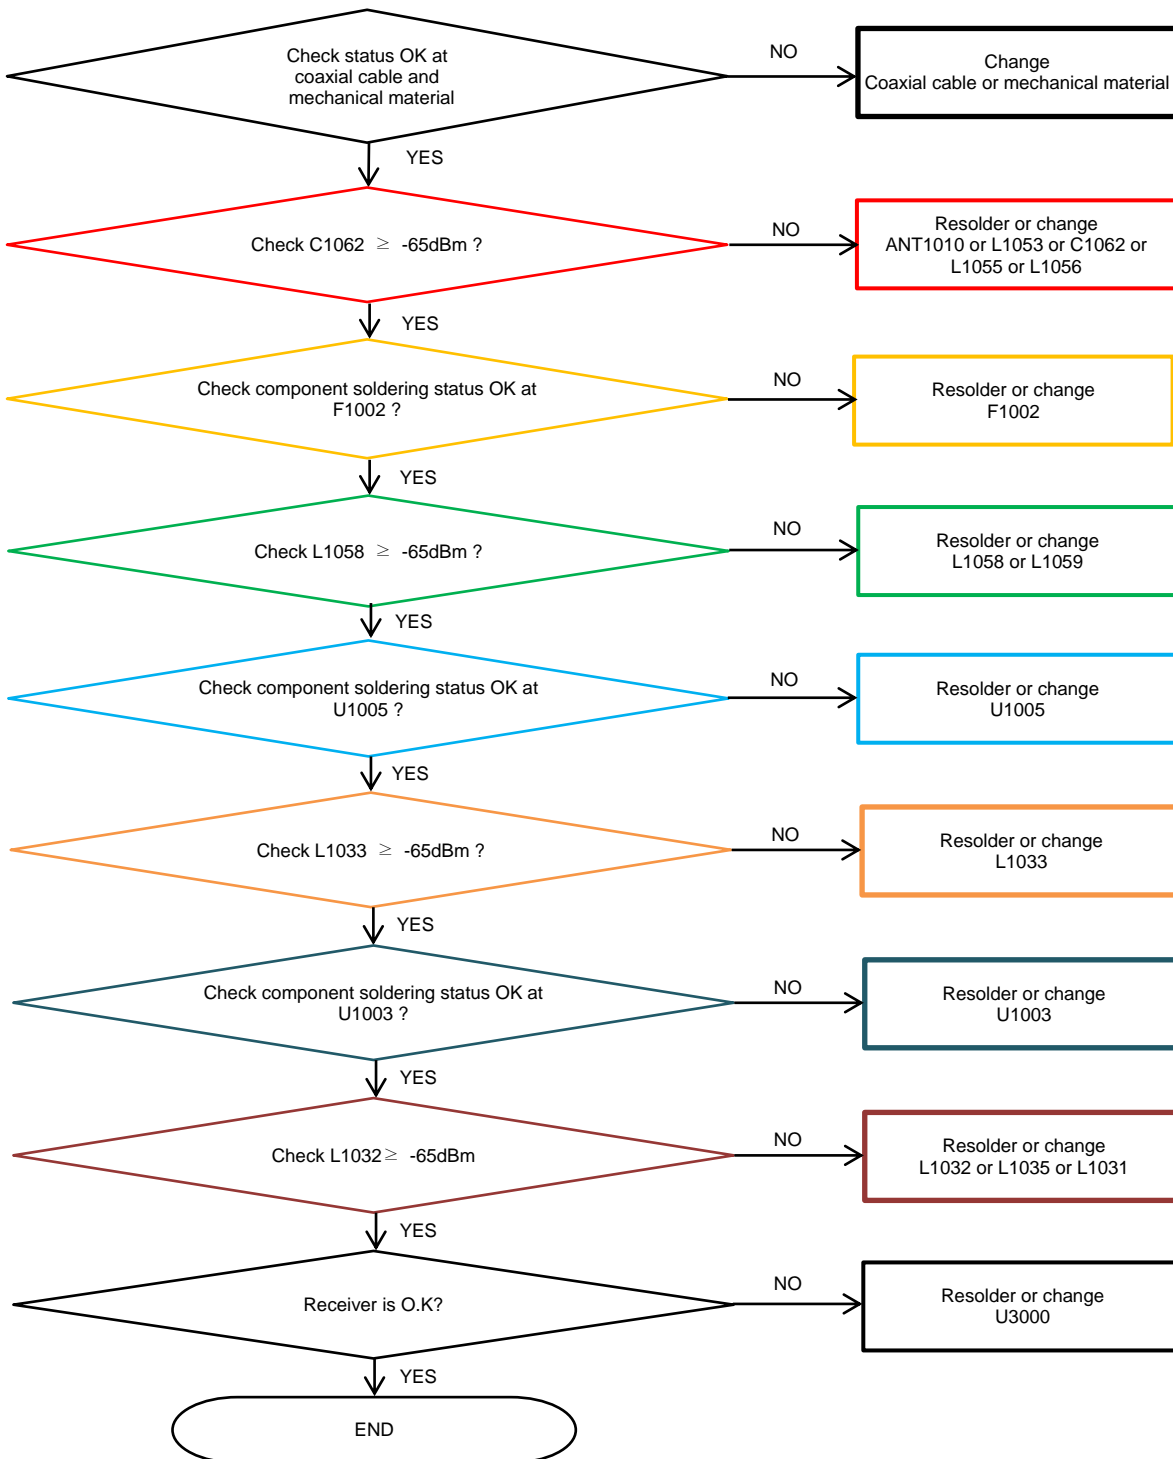 Check status OK at
coaxial cable and
mechanical material
NO
Change
Coaxial cable or mechanical material
YES
Check C1062 ≥ -65dBm ?
NO
Resolder or change
ANT1010 or L1053 or C1062 or
L1055 or L1056
YES
Check component soldering status OK at
F1002 ?
NO
Resolder or change
F1002
YES
Check L1058 ≥ -65dBm ?
NO
Resolder or change
L1058 or L1059
YES
Check component soldering status OK at
U1005 ?
NO
Resolder or change
U1005
YES
Check L1033 ≥ -65dBm ?
NO
Resolder or change
L1033
YES
Check component soldering status OK at
U1003 ?
NO
Resolder or change
U1003
YES
Check L1032≥ -65dBm
NO
Resolder or change
L1032 or L1035 or L1031
YES
Receiver is O.K?
NO
Resolder or change
U3000
YES
END